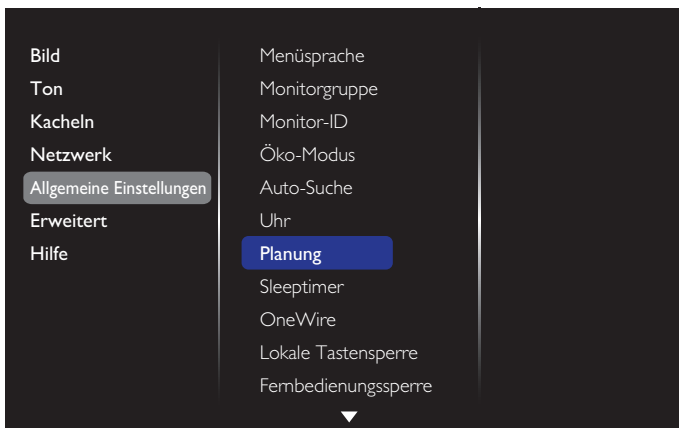 Bild
Ton
Kacheln
Netzwerk
Allgemeine Einstellungen
Erweitert
Hilfe
Menüsprache
Monitorgruppe
Monitor-ID
Öko-Modus
Auto-Suche
Uhr
Planung
Sleeptimer
OneWire
Lokale Tastensperre
Fernbedienungssperre